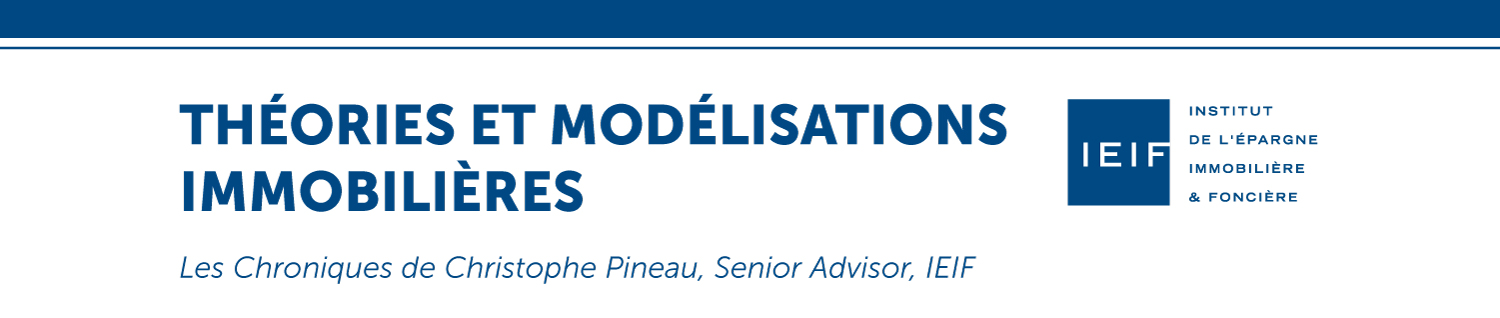 THÉORIES ET MODÉLISATIONS
IMMOBILIÈRES
Les Chroniques de Christophe Pineau, Senior Advisor, IEIF
IEIF
INSTITUT
DE L'ÉPARGNE
IMMOBILIÈRE
& FONCIÈRE